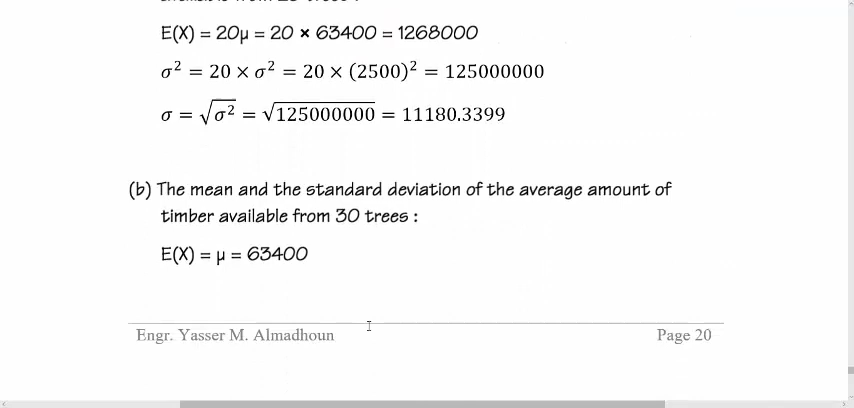 E(X) = 20μ = 20 × 63400 = 1268000
σ² = 20 × σ² = 20 × (2500)² = 125000000
σ = √σ² = √125000000 = 11180.3399
(b) The mean and the standard deviation of the average amount of
timber available from 30 trees :
E(X) = μ = 63400
Engr. Yasser M. Almadhoun Page 20